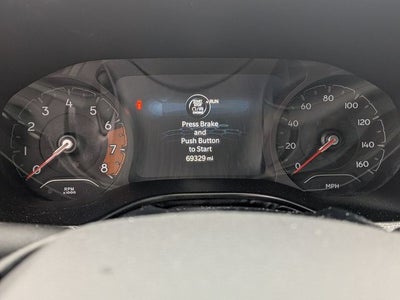 RUN
Press Brake
and
Push Button
to Start
69329 mi
1
2
3
4
5
6
7
8
RPM
x1000
0
20
40
60
80
100
120
140
160
MPH